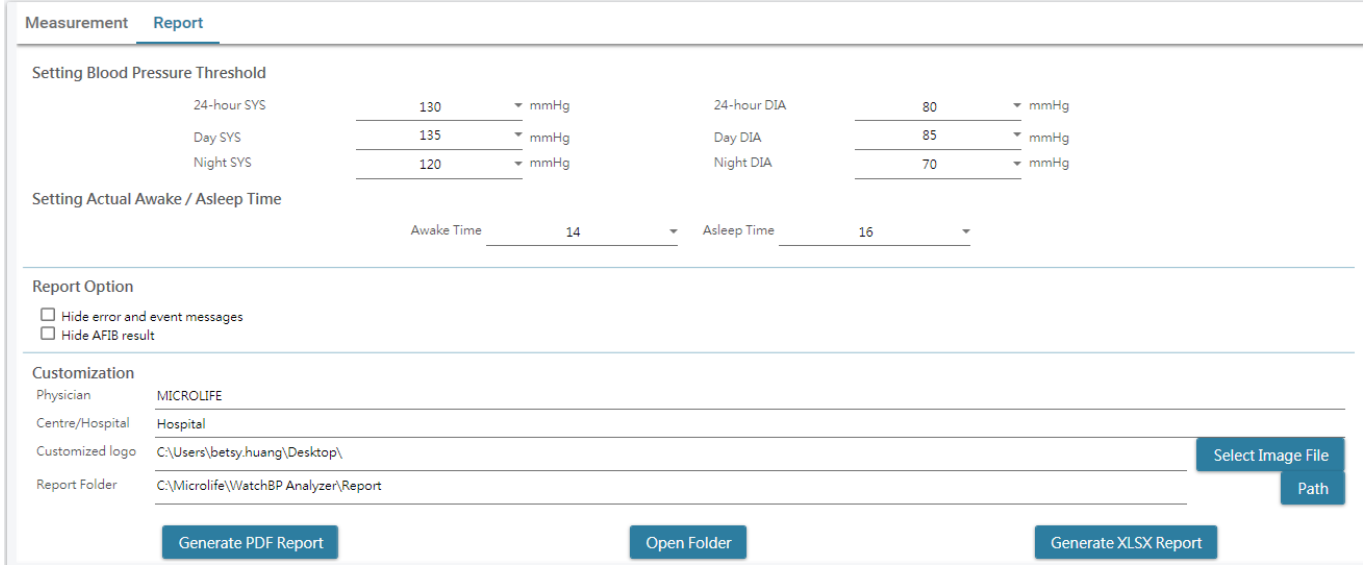 Measurement Report
Setting Blood Pressure Threshold
24-hour SYS 130 mmHg 24-hour DIA 80 mmHg
Day SYS 135 mmHg Day DIA 85 mmHg
Night SYS 120 mmHg Night DIA 70 mmHg
Setting Actual Awake / Asleep Time
Awake Time 14 Asleep Time 16
Report Option
Hide error and event messages
Hide AFIB result
Customization
Physician MICROLIFE
Centre/Hospital Hospital
Customized logo C:\Users\betsy.huang\Desktop\ Select Image File
Report Folder C:\Microlife\WatchBP Analyzer\Report Path
Generate PDF Report Open Folder Generate XLSX Report